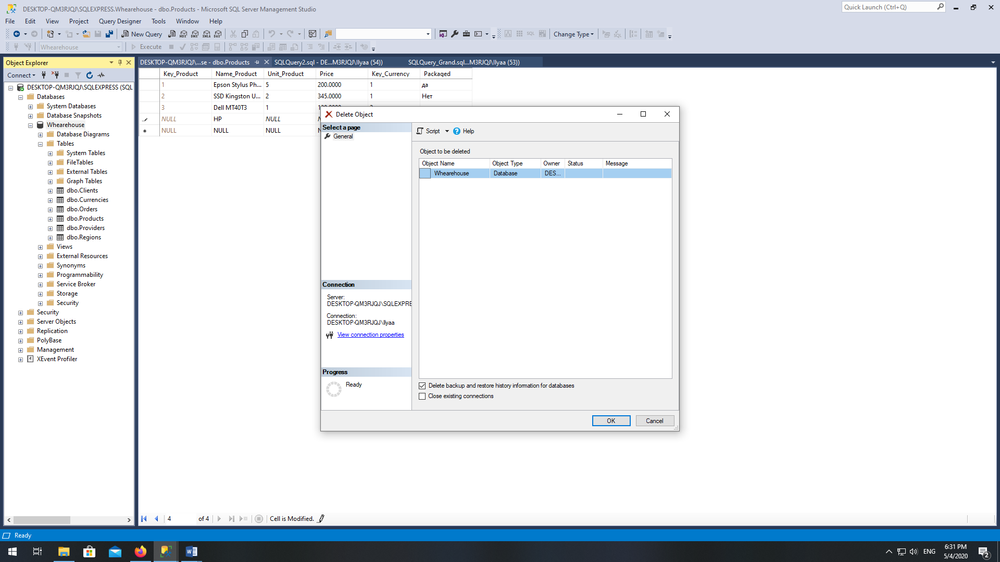 DESKTOP-QM3RJQJ\SQLEXPRESS.Whearehouse - dbo.Products - Microsoft SQL Server Management Studio
Quick Launch (Ctrl+Q)
File Edit View Project Query Designer Tools Window Help
New Query MDX DMX XMLA DAX SQL Change Type
Whearehouse Execute
Object Explorer
DESKTOP-QM3RJQJ\...se - dbo.Products
SQLQuery2.sql - DE...M3RJQJ\Ilyaa (54))
SQLQuery_Grand.sql...M3RJQJ\Ilyaa (53))
Connect
DESKTOP-QM3RJQJ\SQLEXPRESS (SQL
Databases
System Databases
Database Snapshots
Whearehouse
Database Diagrams
Tables
System Tables
FileTables
External Tables
Graph Tables
dbo.Clients
dbo.Currencies
dbo.Orders
dbo.Products
dbo.Providers
dbo.Regions
Views
External Resources
Synonyms
Programmability
Service Broker
Storage
Security
Security
Server Objects
Replication
PolyBase
Management
XEvent Profiler
Key_Product Name_Product Unit_Product Price Key_Currency Packaged
1 Epson Stylus Ph... 5 200.0000 1 да
2 SSD Kingston U... 2 345.0000 1 Нет
3 Dell MT40T3 1
NULL HP NULL
NULL NULL NULL
Delete Object
Select a page
General
Script Help
Object to be deleted
Object Name Object Type Owner Status Message
Whearehouse Database DES...
Connection
Server:
DESKTOP-QM3RJQJ\SQLEXPRE
Connection:
DESKTOP-QM3RJQJ\Ilyaa
View connection properties
Progress
Ready
Delete backup and restore history information for databases
Close existing connections
OK Cancel
4 of 4 Cell is Modified.
Ready
ENG
6:31 PM
5/4/2020
2